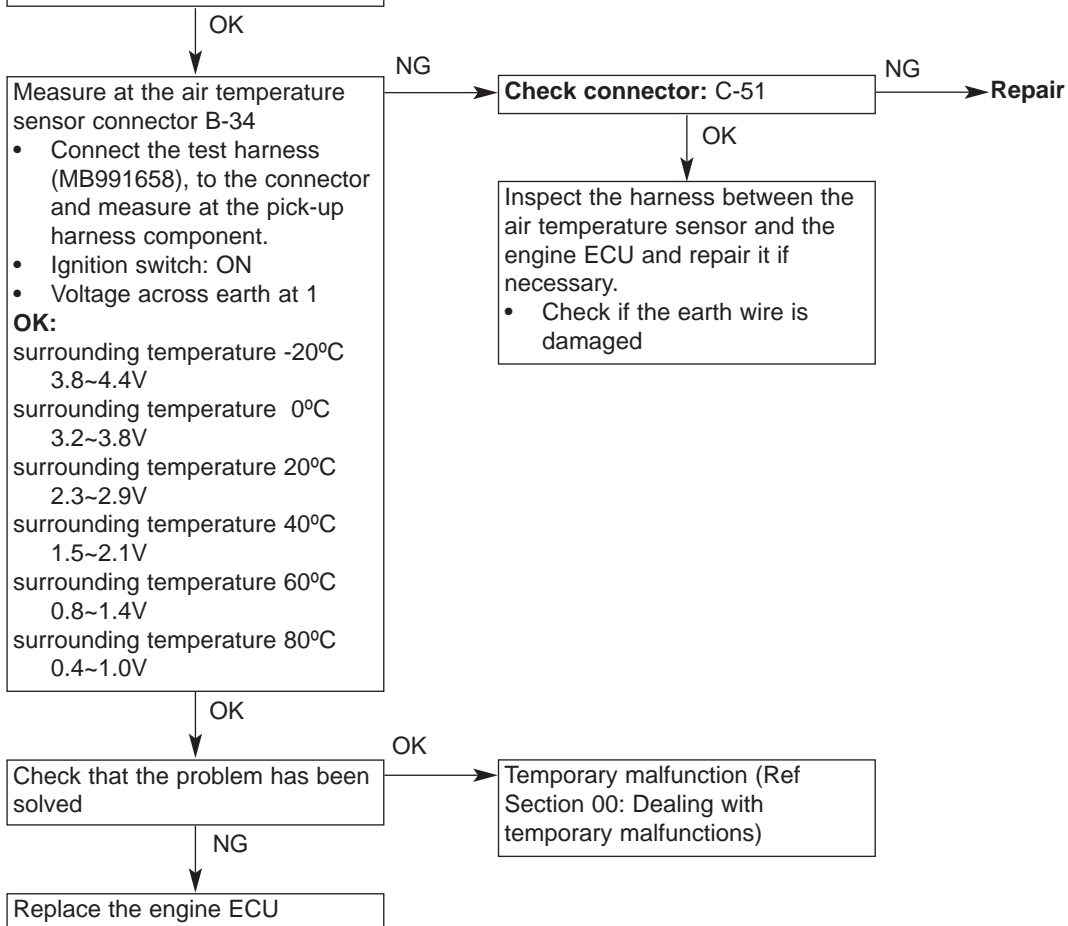 OK
Measure at the air temperature
sensor connector B-34
• Connect the test harness
(MB991658), to the connector
and measure at the pick-up
harness component.
• Ignition switch: ON
• Voltage across earth at 1
OK:
surrounding temperature -20ºC
3.8~4.4V
surrounding temperature 0ºC
3.2~3.8V
surrounding temperature 20ºC
2.3~2.9V
surrounding temperature 40ºC
1.5~2.1V
surrounding temperature 60ºC
0.8~1.4V
surrounding temperature 80ºC
0.4~1.0V
NG
Check connector: C-51
NG
Repair
OK
Inspect the harness between the
air temperature sensor and the
engine ECU and repair it if
necessary.
• Check if the earth wire is
damaged
OK
Check that the problem has been
solved
OK
Temporary malfunction (Ref
Section 00: Dealing with
temporary malfunctions)
NG
Replace the engine ECU